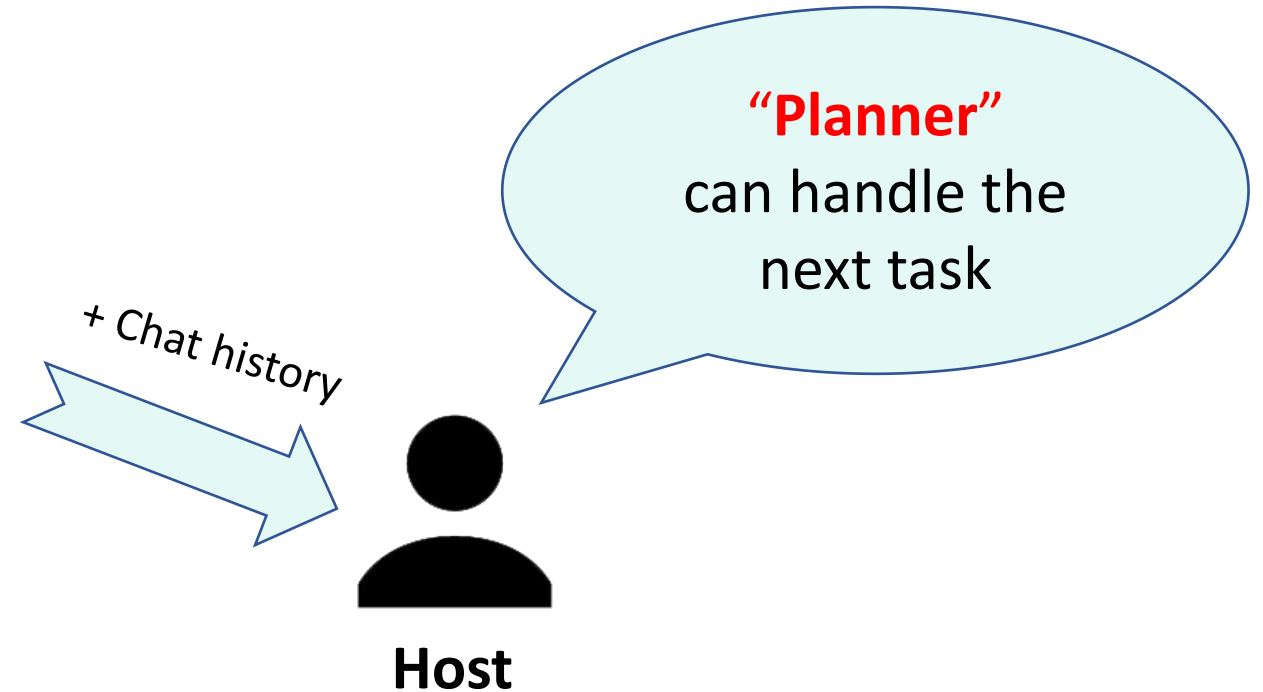 “Planner”
can handle the
next task
+ Chat history
Host